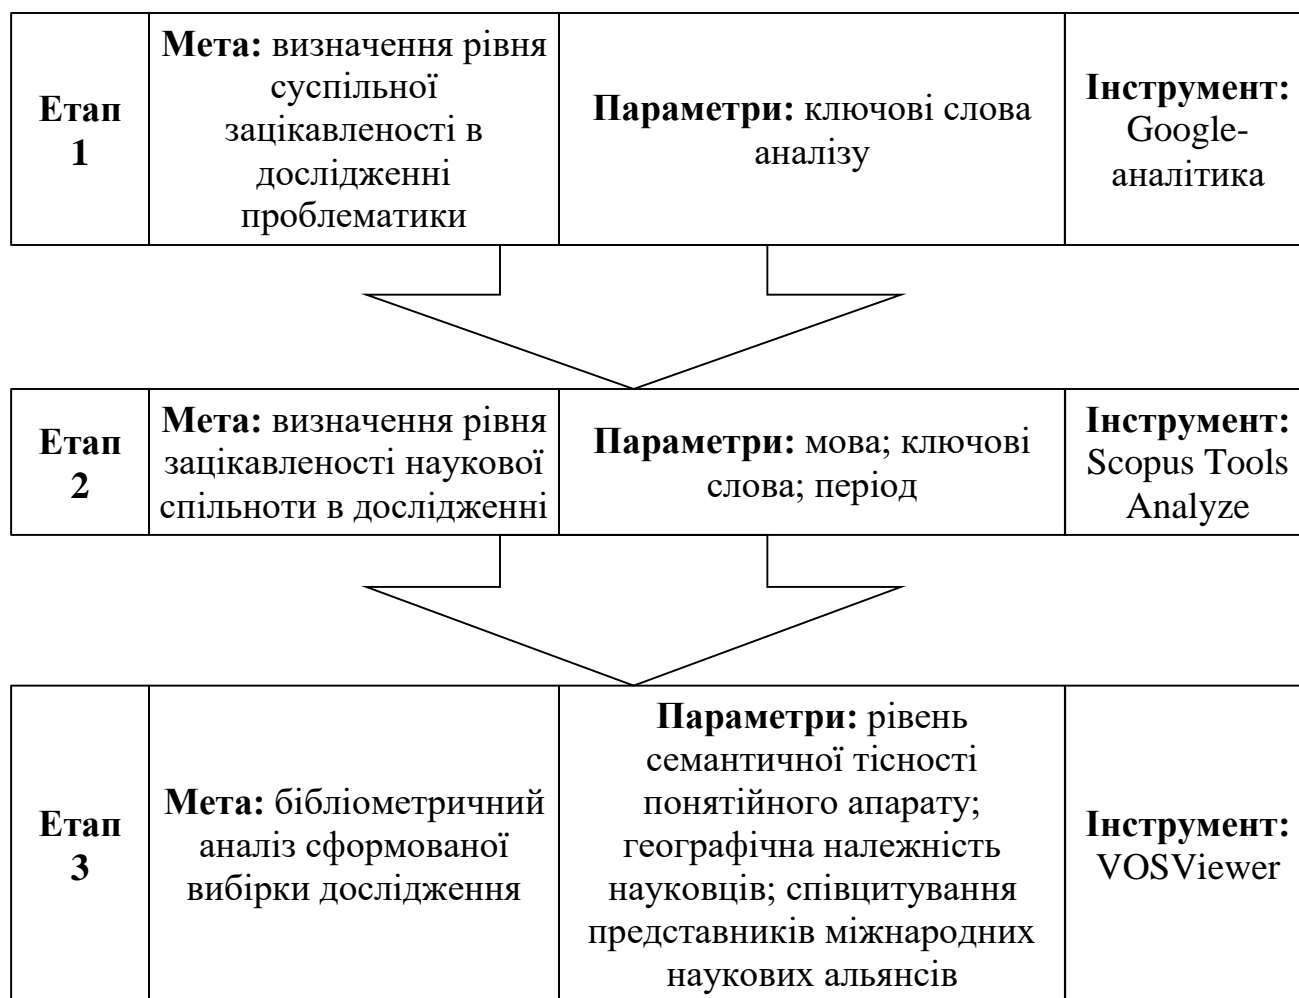 Етап
1
Мета: визначення рівня
суспільної
зацікавленості в
дослідженні
проблематики
Параметри: ключові слова
аналізу
Інструмент:
Google-
аналітика
Етап
2
Мета: визначення рівня
зацікавленості наукової
спільноти в дослідженні
Параметри: мова; ключові
слова; період
Інструмент:
Scopus Tools
Analyze
Етап
3
Мета: бібліометричний
аналіз сформованої
вибірки дослідження
Параметри: рівень
семантичної тісності
понятійного апарату;
географічна належність
науковців; співцитування
представників міжнародних
наукових альянсів
Інструмент:
VOSViewer